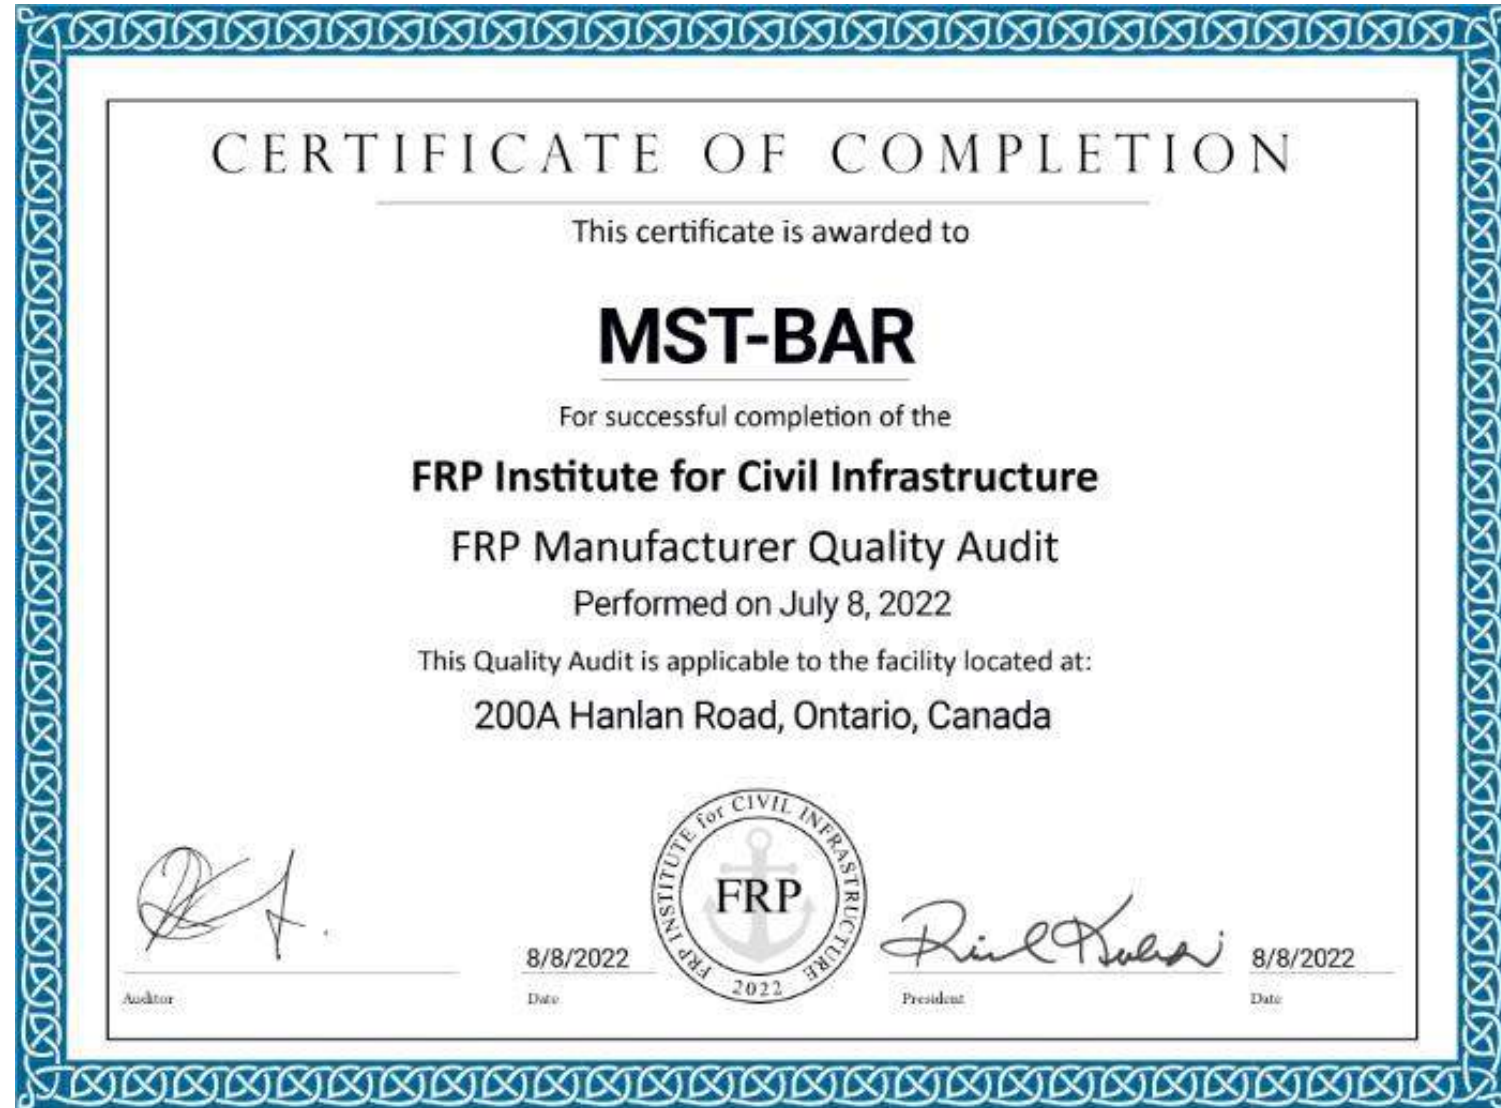 CERTIFICATE OF COMPLETION
This certificate is awarded to
MST-BAR
For successful completion of the
FRP Institute for Civil Infrastructure
FRP Manufacturer Quality Audit
Performed on July 8, 2022
This Quality Audit is applicable to the facility located at:
200A Hanlan Road, Ontario, Canada
FRP INSTITUTE for CIVIL INFRASTRUCTURE
FRP
2022
8/8/2022
8/8/2022
Auditor
Date
President
Date